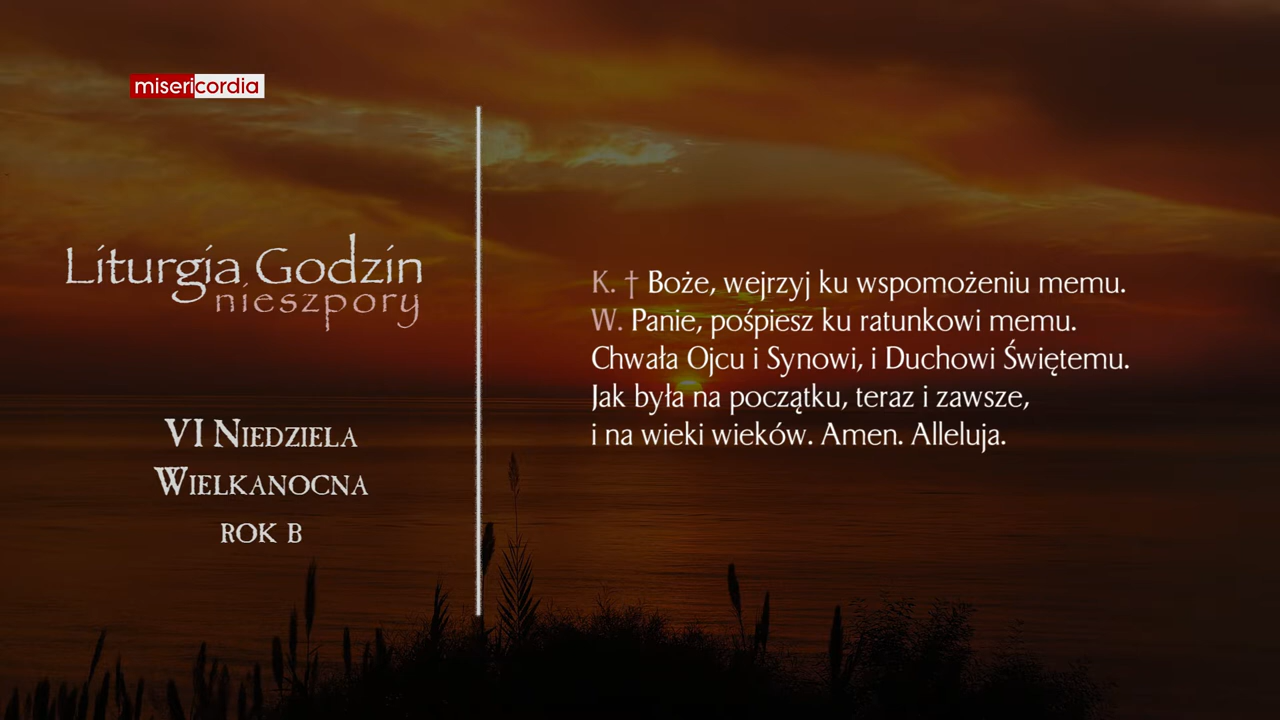 misericordia
Liturgia Godzin
nieszpory
VI Niedziela
Wielkanocna
rok B
K. † Boże, wejrzyj ku wspomożeniu memu.
W. Panie, pośpiesz ku ratunkowi memu.
Chwała Ojcu i Synowi, i Duchowi Świętemu.
Jak była na początku, teraz i zawsze,
i na wieki wieków. Amen. Alleluja.